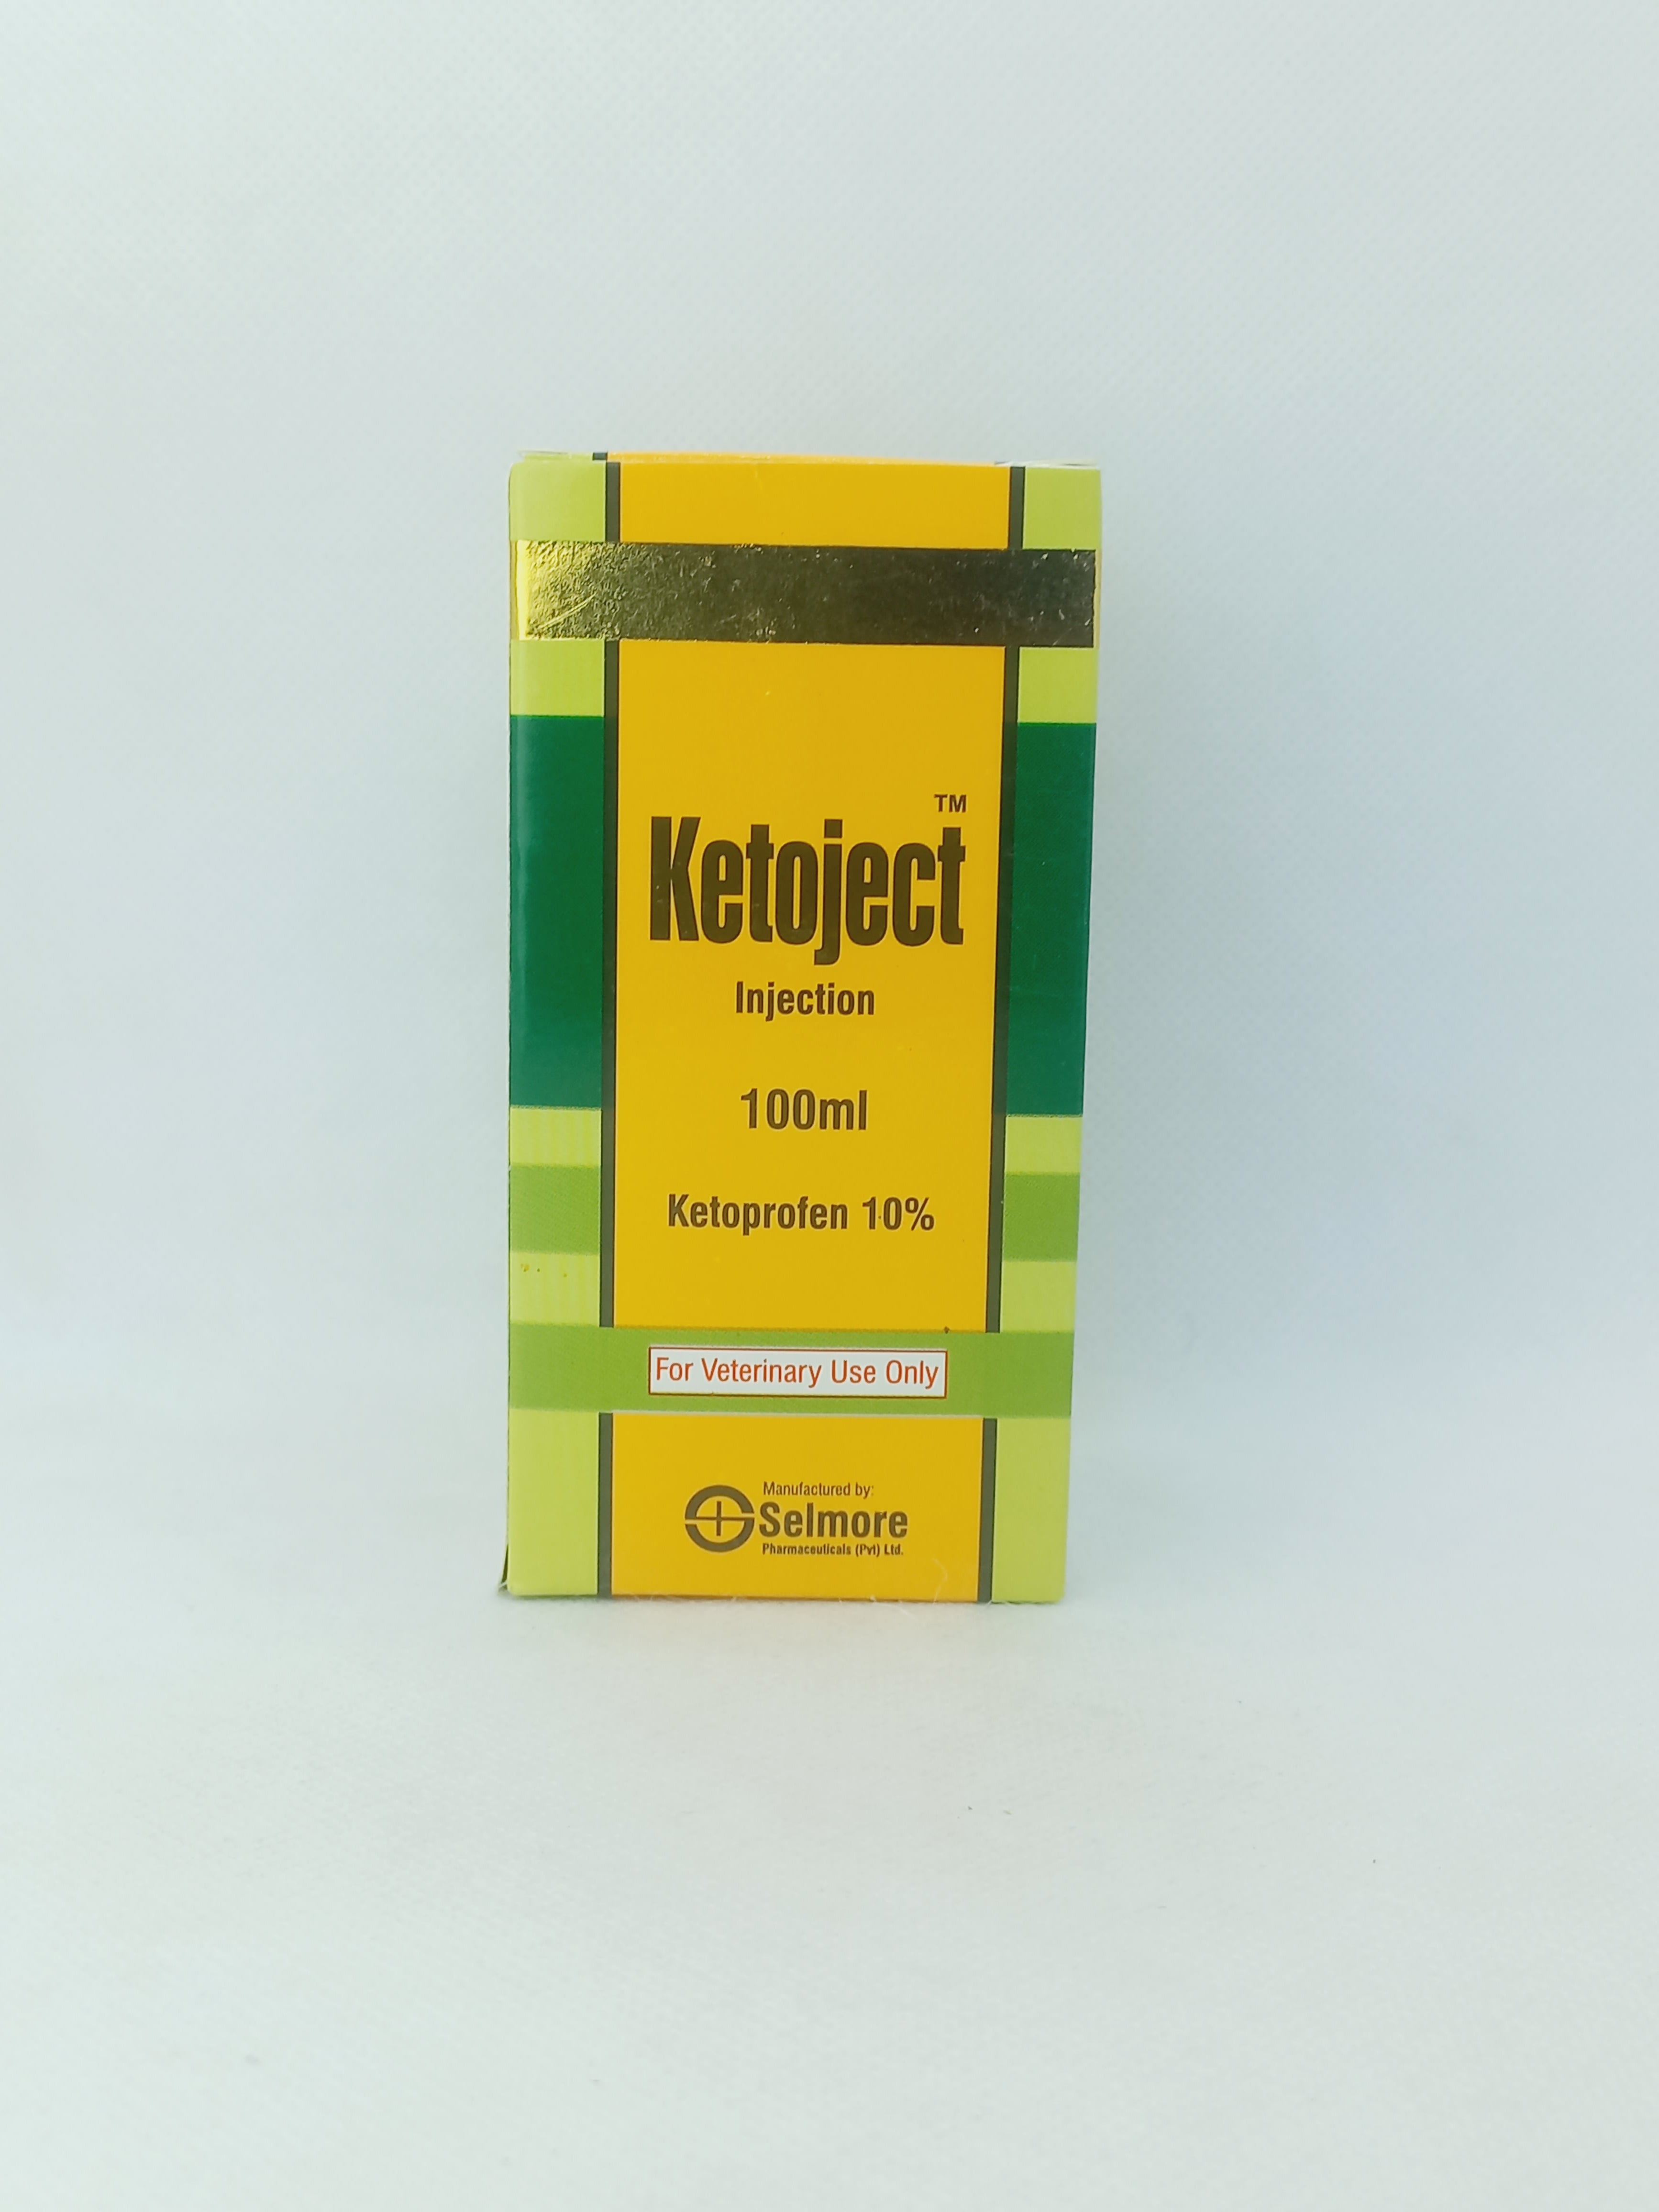 Ketoject™
Injection
100ml
Ketoprofen 10%
For Veterinary Use Only
Manufactured by:
Selmore
Pharmaceuticals (Pvt) Ltd.